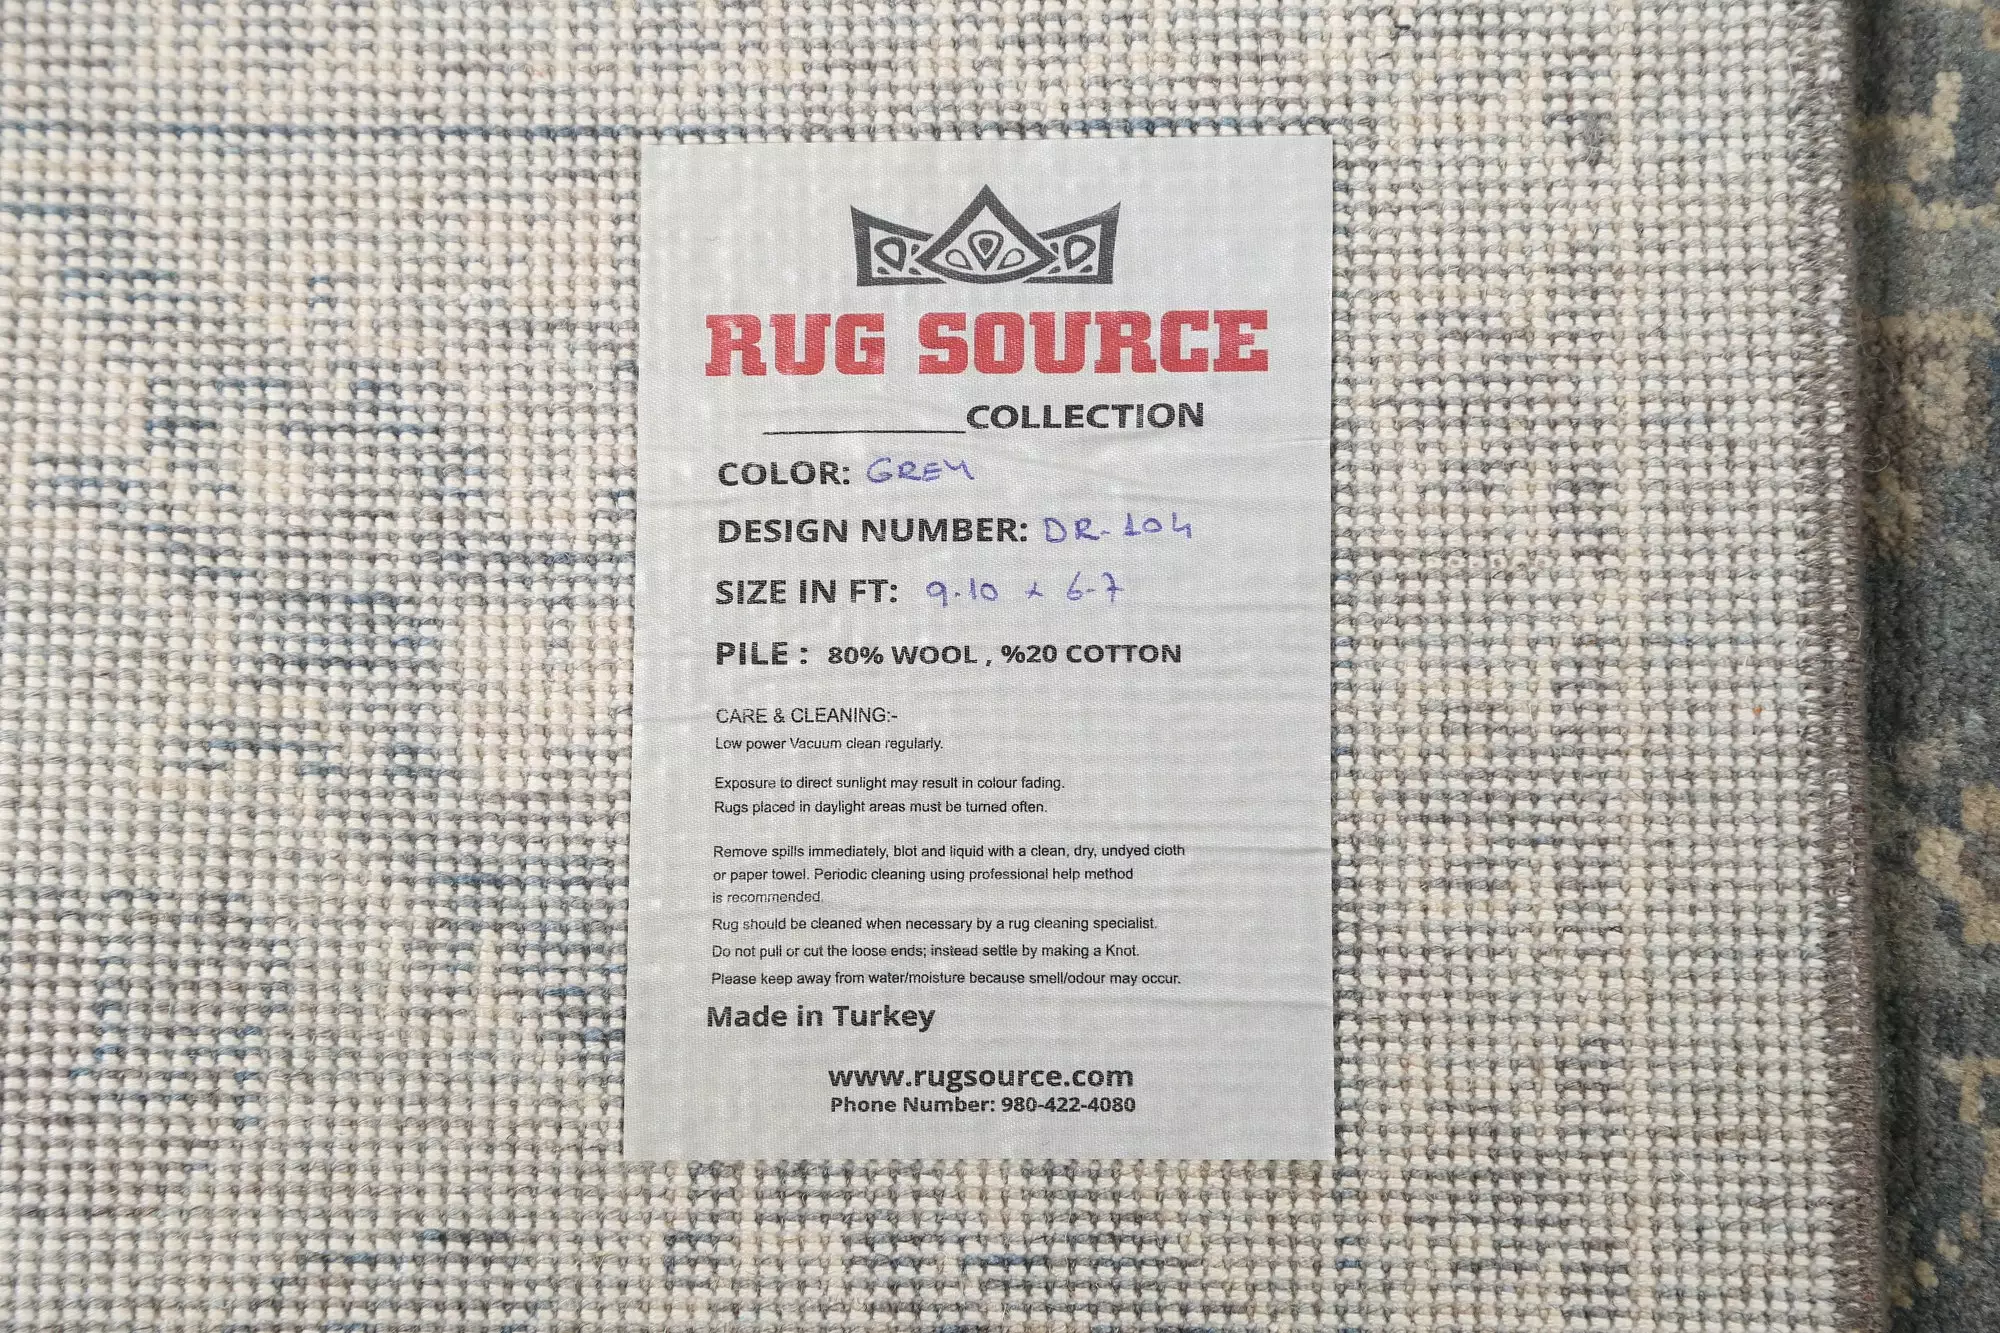 RUG SOURCE
__________COLLECTION
COLOR: GREY
DESIGN NUMBER: DR-104
SIZE IN FT: 9-10 x 6-7
PILE : 80% WOOL , %20 COTTON
CARE & CLEANING:-
Low power Vacuum clean regularly.
Exposure to direct sunlight may result in colour fading.
Rugs placed in daylight areas must be turned often.
Remove spills immediately, blot and liquid with a clean, dry, undyed cloth
or paper towel. Periodic cleaning using professional help method
is recommended.
Rug should be cleaned when necessary by a rug cleaning specialist.
Do not pull or cut the loose ends; instead settle by making a Knot.
Please keep away from water/moisture because smell/odour may occur.
Made in Turkey
www.rugsource.com
Phone Number: 980-422-4080